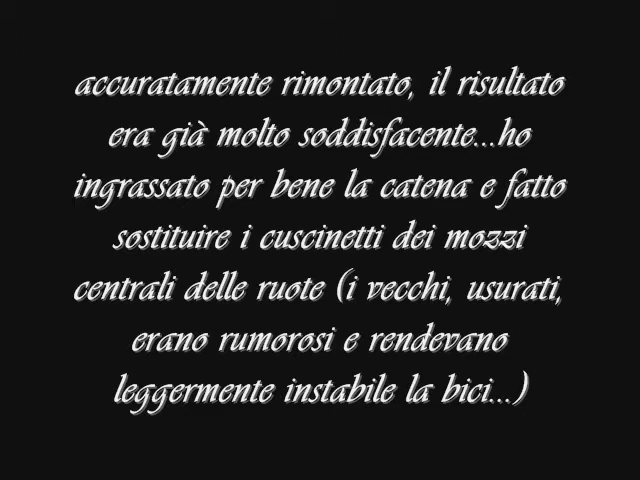 accuratamente rimontato, il risultato
era già molto soddisfacente...ho
ingrassato per bene la catena e fatto
sostituire i cuscinetti dei mozzi
centrali delle ruote (i vecchi, usurati,
erano rumorosi e rendevano
leggermente instabile la bici...)